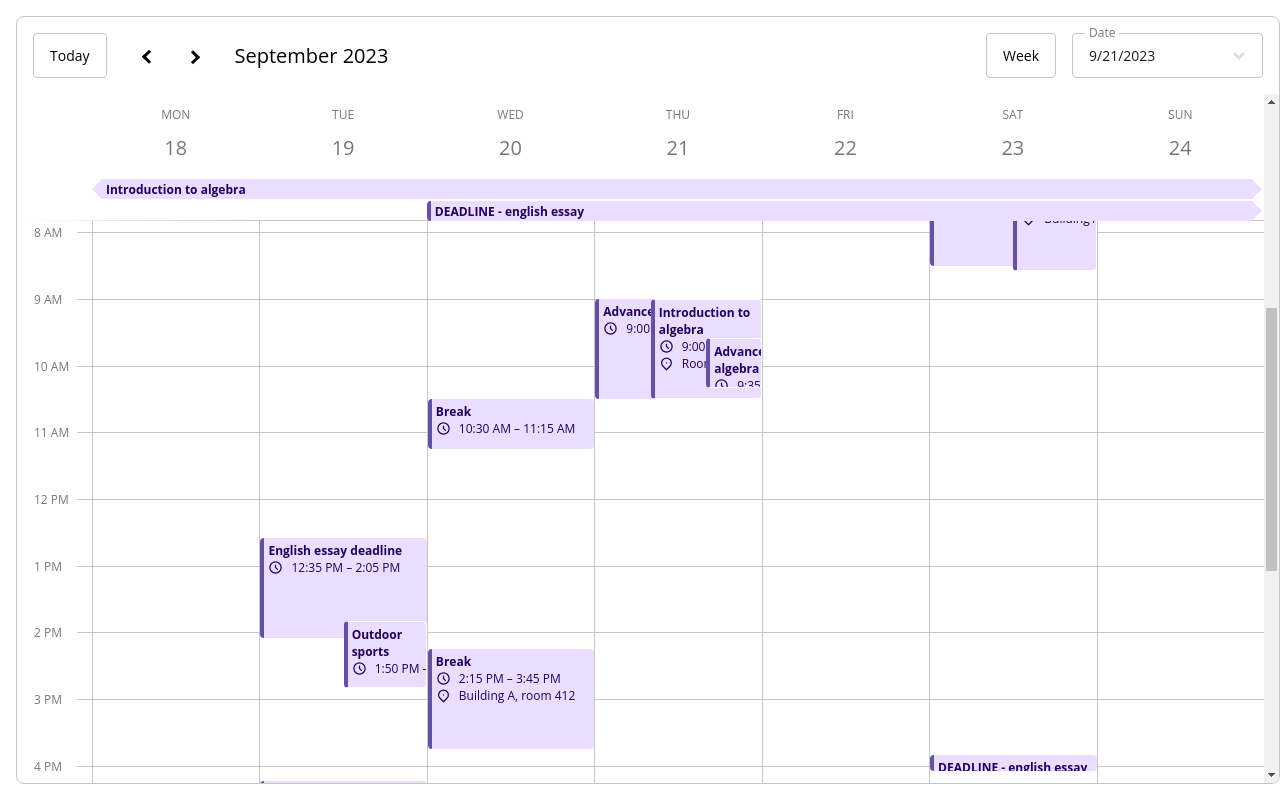 Today
September 2023
Week
Date
9/21/2023
MON
TUE
WED
THU
FRI
SAT
SUN
18
19
20
21
22
23
24
Introduction to algebra
DEADLINE - english essay
8 AM
9 AM
10 AM
11 AM
12 PM
1 PM
2 PM
3 PM
4 PM
English essay deadline
12:35 PM – 2:05 PM
Outdoor
sports
1:50 PM -
Break
10:30 AM – 11:15 AM
Break
2:15 PM – 3:45 PM
Building A, room 412
Advance
9:00
Introduction to
algebra
9:00
Room
Advance
algebra
9:35
Building
DEADLINE - english essay